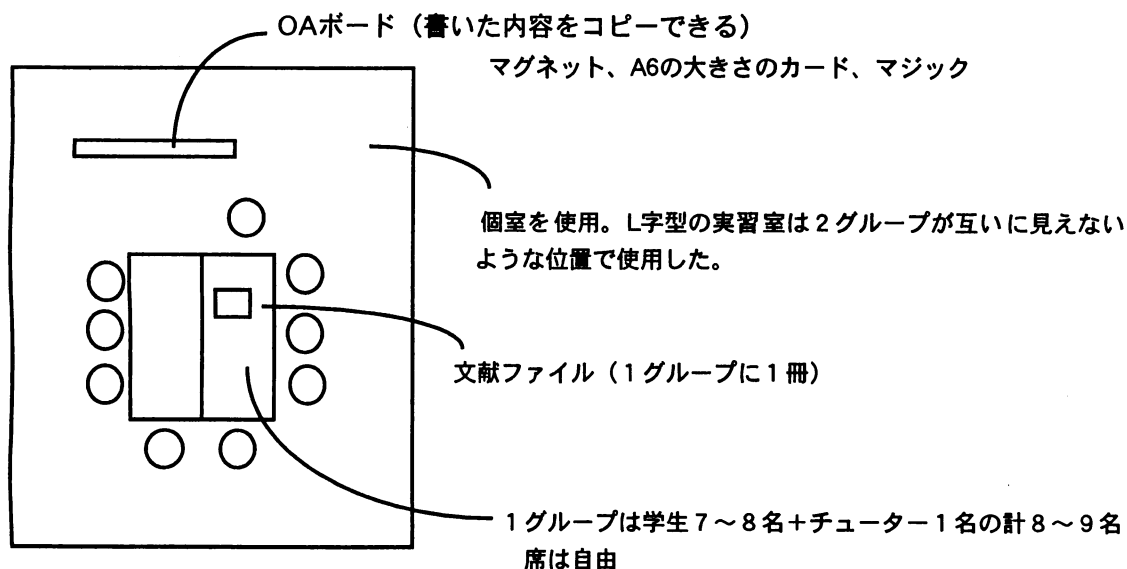 OAボード（書いた内容をコピーできる）
マグネット、A6の大きさのカード、マジック
個室を使用。L字型の実習室は２グループが互いに見えない
ような位置で使用した。
文献ファイル（１グループに１冊）
１グループは学生７～８名＋チューター１名の計８～９名
席は自由